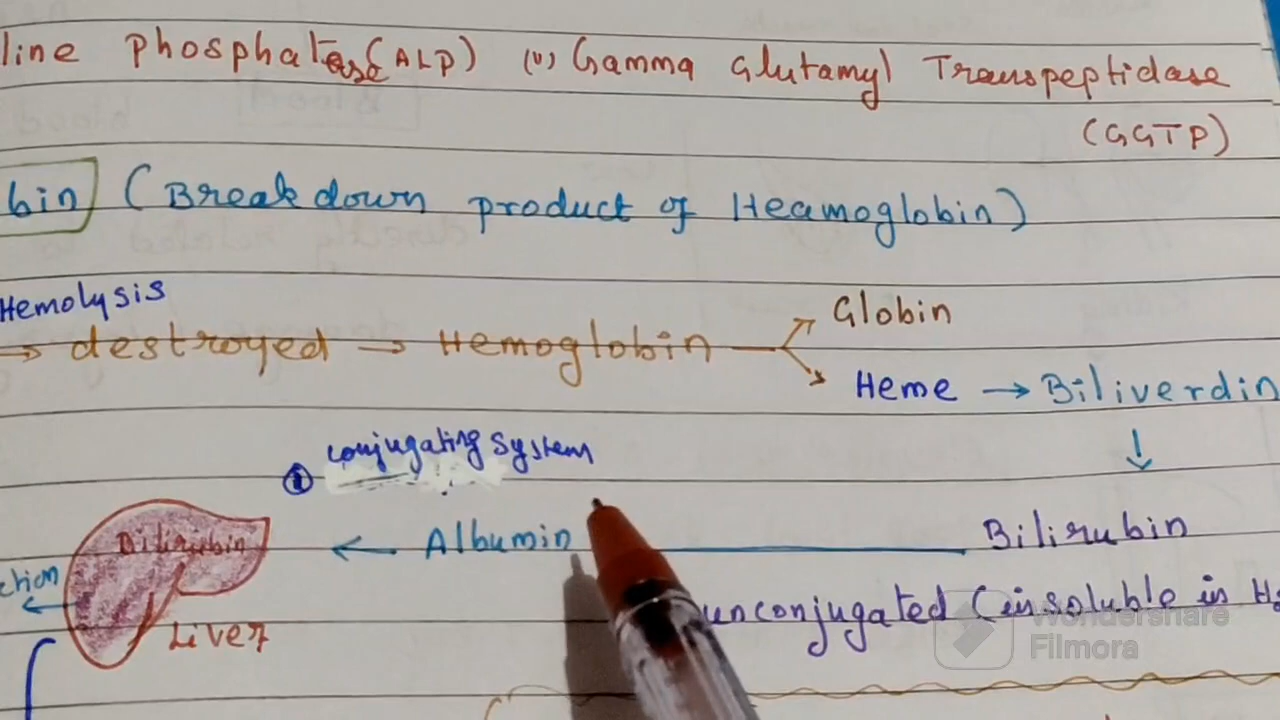 line phosphatase (ALP) (v) Gamma Glutamyl Transpeptidase
(GGTP)
bin (Breakdown product of Heamoglobin)
Hemolysis
→ destroyed → Hemoglobin
Globin
Heme → Biliverdin
conjugating system
Bilirubin
← Albumin
Bilirubin
ction
unconjugated (insoluble in H₂
Liver
Wondershare
Filmora